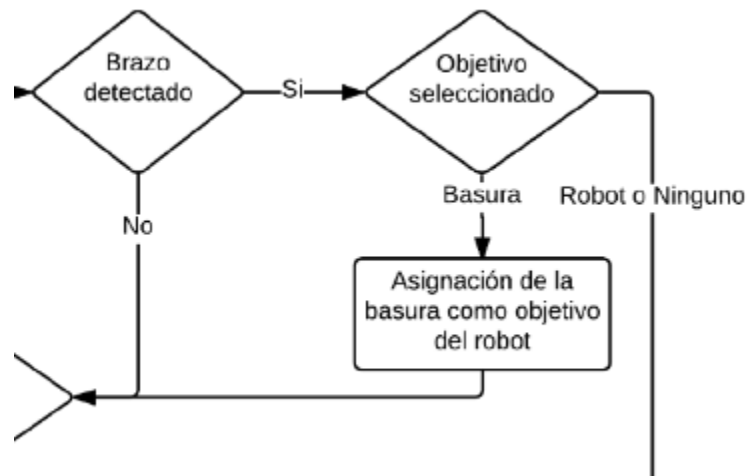 Brazo
detectado
Si
Objetivo
seleccionado
No
Basura
Robot o Ninguno
Asignación de la
basura como objetivo
del robot